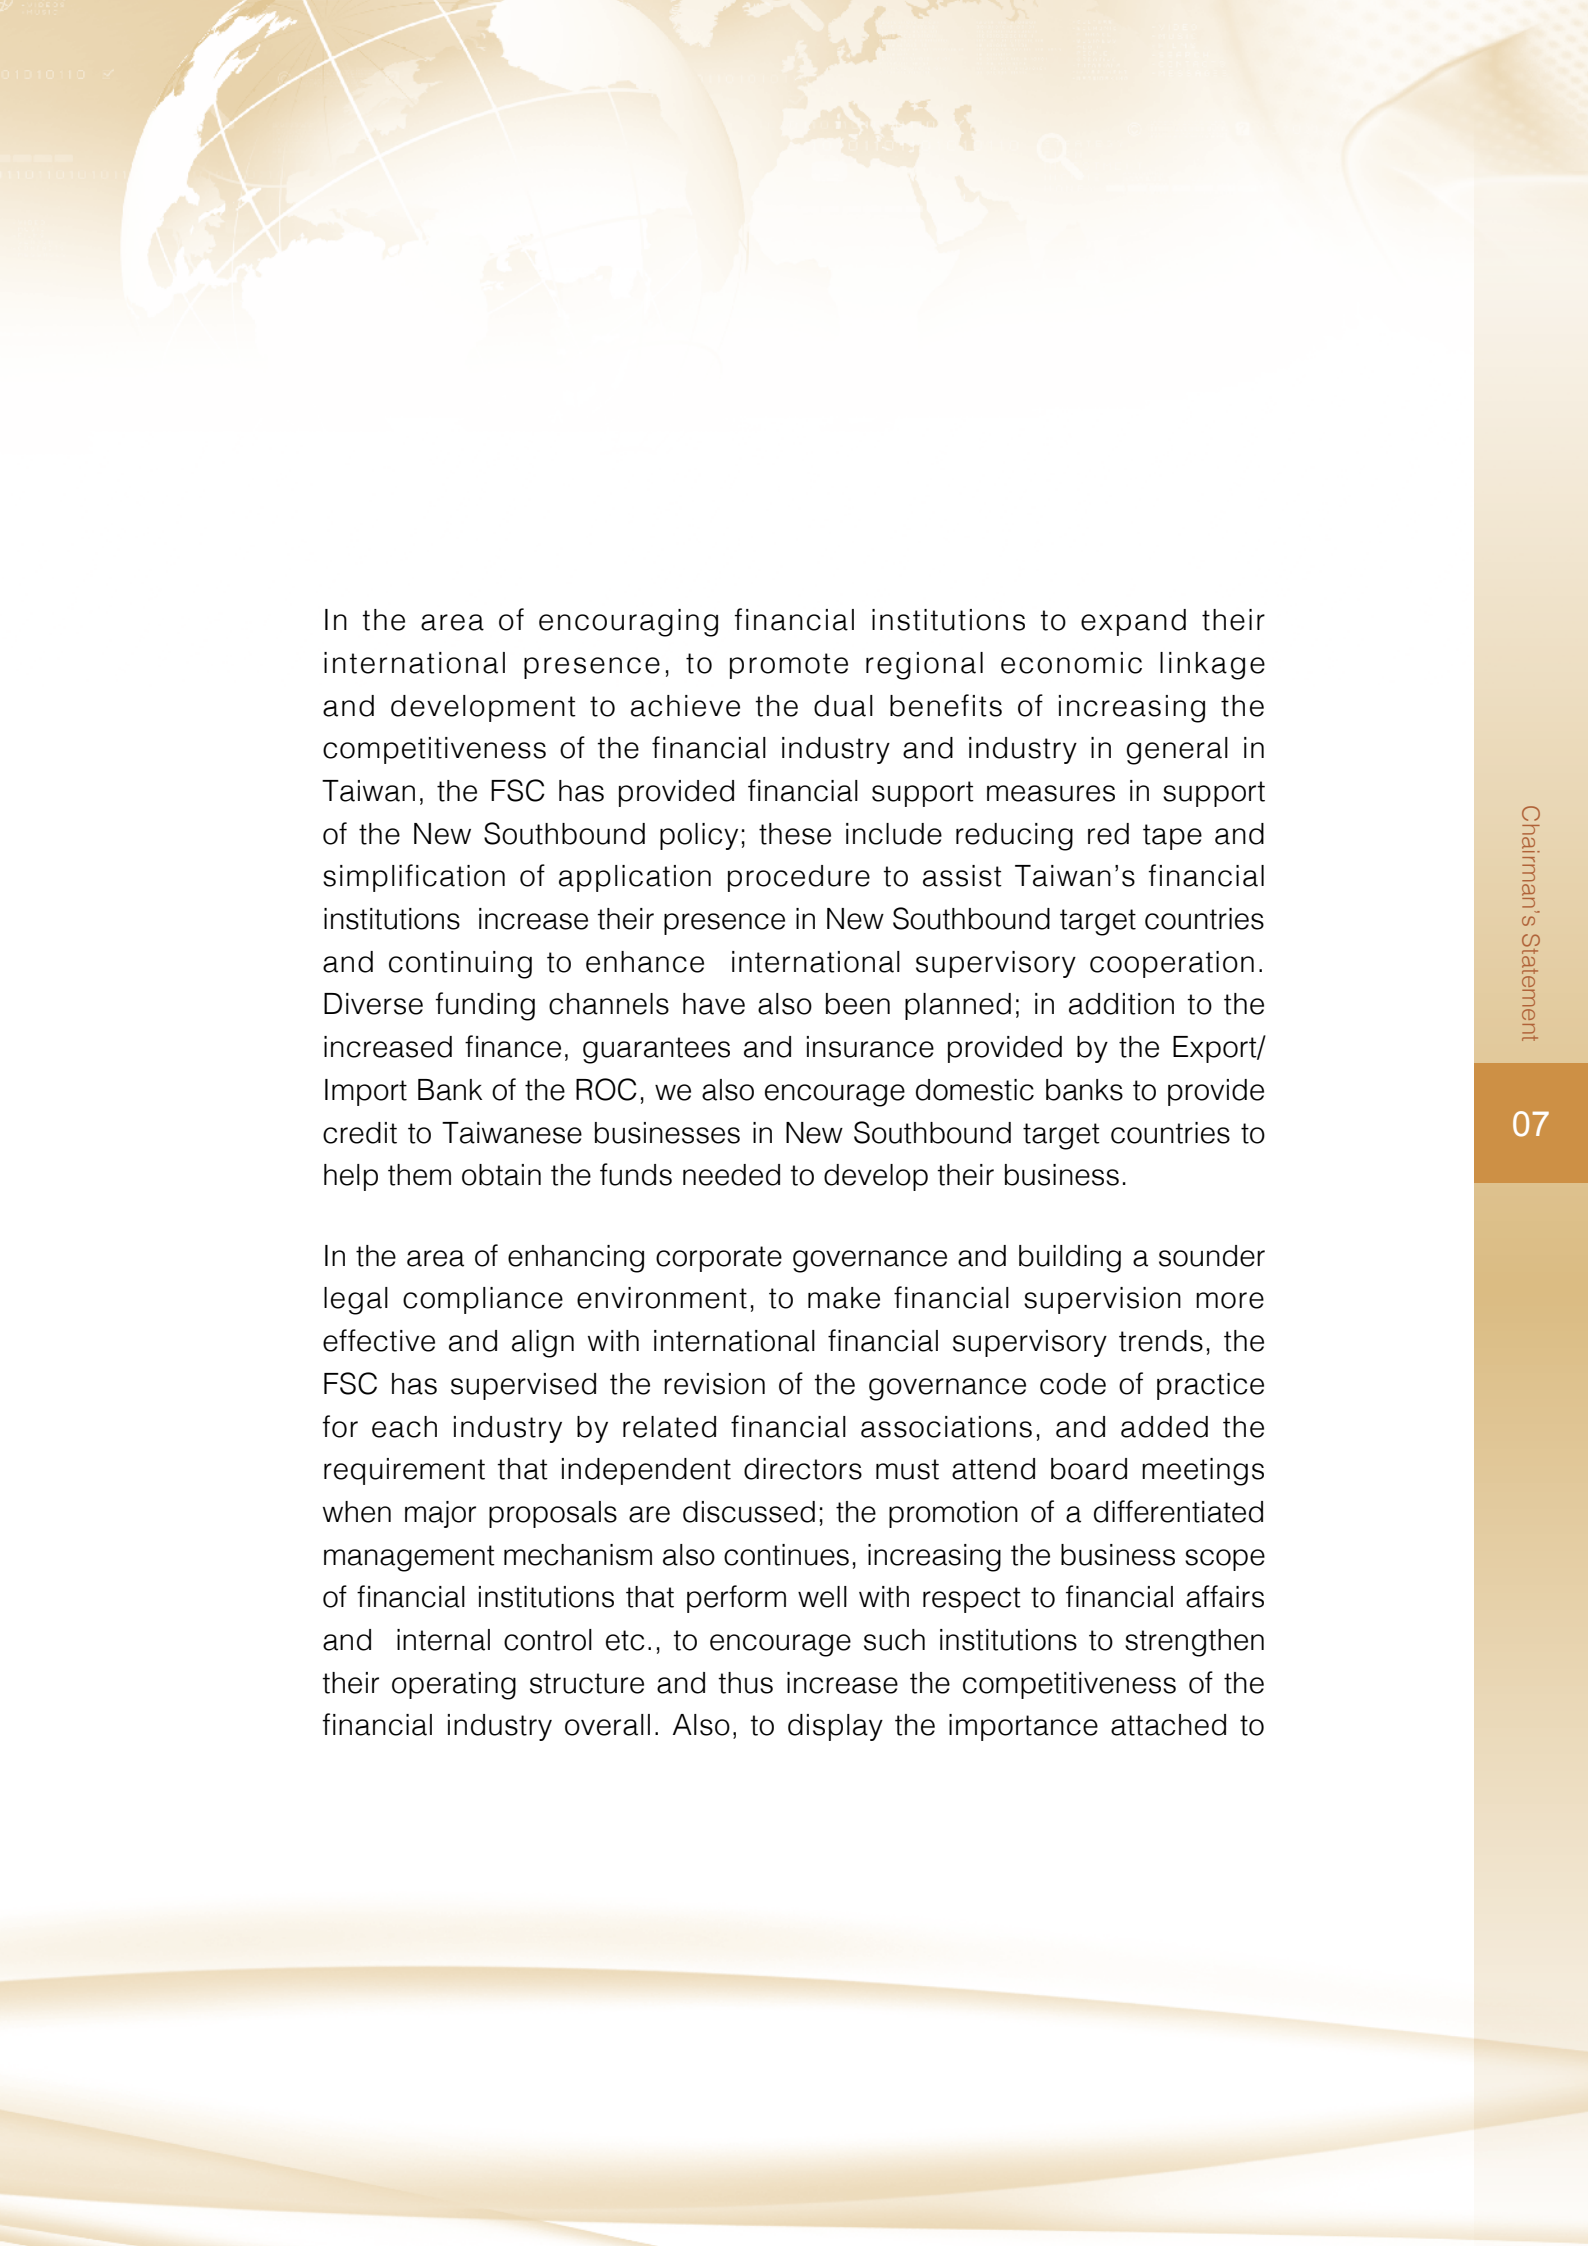 In the area of encouraging financial institutions to expand their
international presence, to promote regional economic linkage
and development to achieve the dual benefits of increasing the
competitiveness of the financial industry and industry in general in
Taiwan, the FSC has provided financial support measures in support
of the New Southbound policy; these include reducing red tape and
simplification of application procedure to assist Taiwan’s financial
institutions  increase their presence in New Southbound target countries
and continuing to enhance  international supervisory cooperation.
Diverse funding channels have also been planned; in addition to the
increased finance, guarantees and insurance provided by the Export/
Import Bank of the ROC, we also encourage domestic banks to provide
credit to Taiwanese businesses in New Southbound target countries to
help them obtain the funds needed to develop their business.
In the area of enhancing corporate governance and building a sounder
legal compliance environment, to make financial supervision more
effective and align with international financial supervisory trends, the
FSC has supervised the revision of the governance code of practice
for each industry by related financial associations, and added the
requirement that independent directors must attend board meetings
when major proposals are discussed; the promotion of a differentiated
management mechanism also continues, increasing the business scope
of financial institutions that perform well with respect to financial affairs
and  internal control etc., to encourage such institutions to strengthen
their operating structure and thus increase the competitiveness of the
financial industry overall. Also, to display the importance attached to
Chairman’s Statement
07